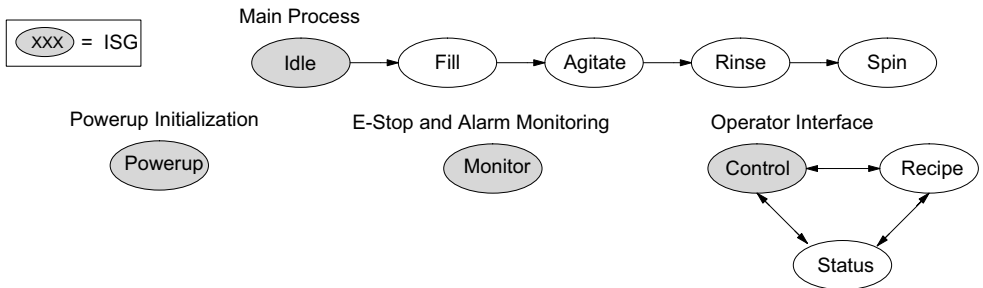 Main Process
XXX = ISG
Idle
Fill
Agitate
Rinse
Spin
Powerup Initialization
E-Stop and Alarm Monitoring
Operator Interface
Powerup
Monitor
Control
Recipe
Status